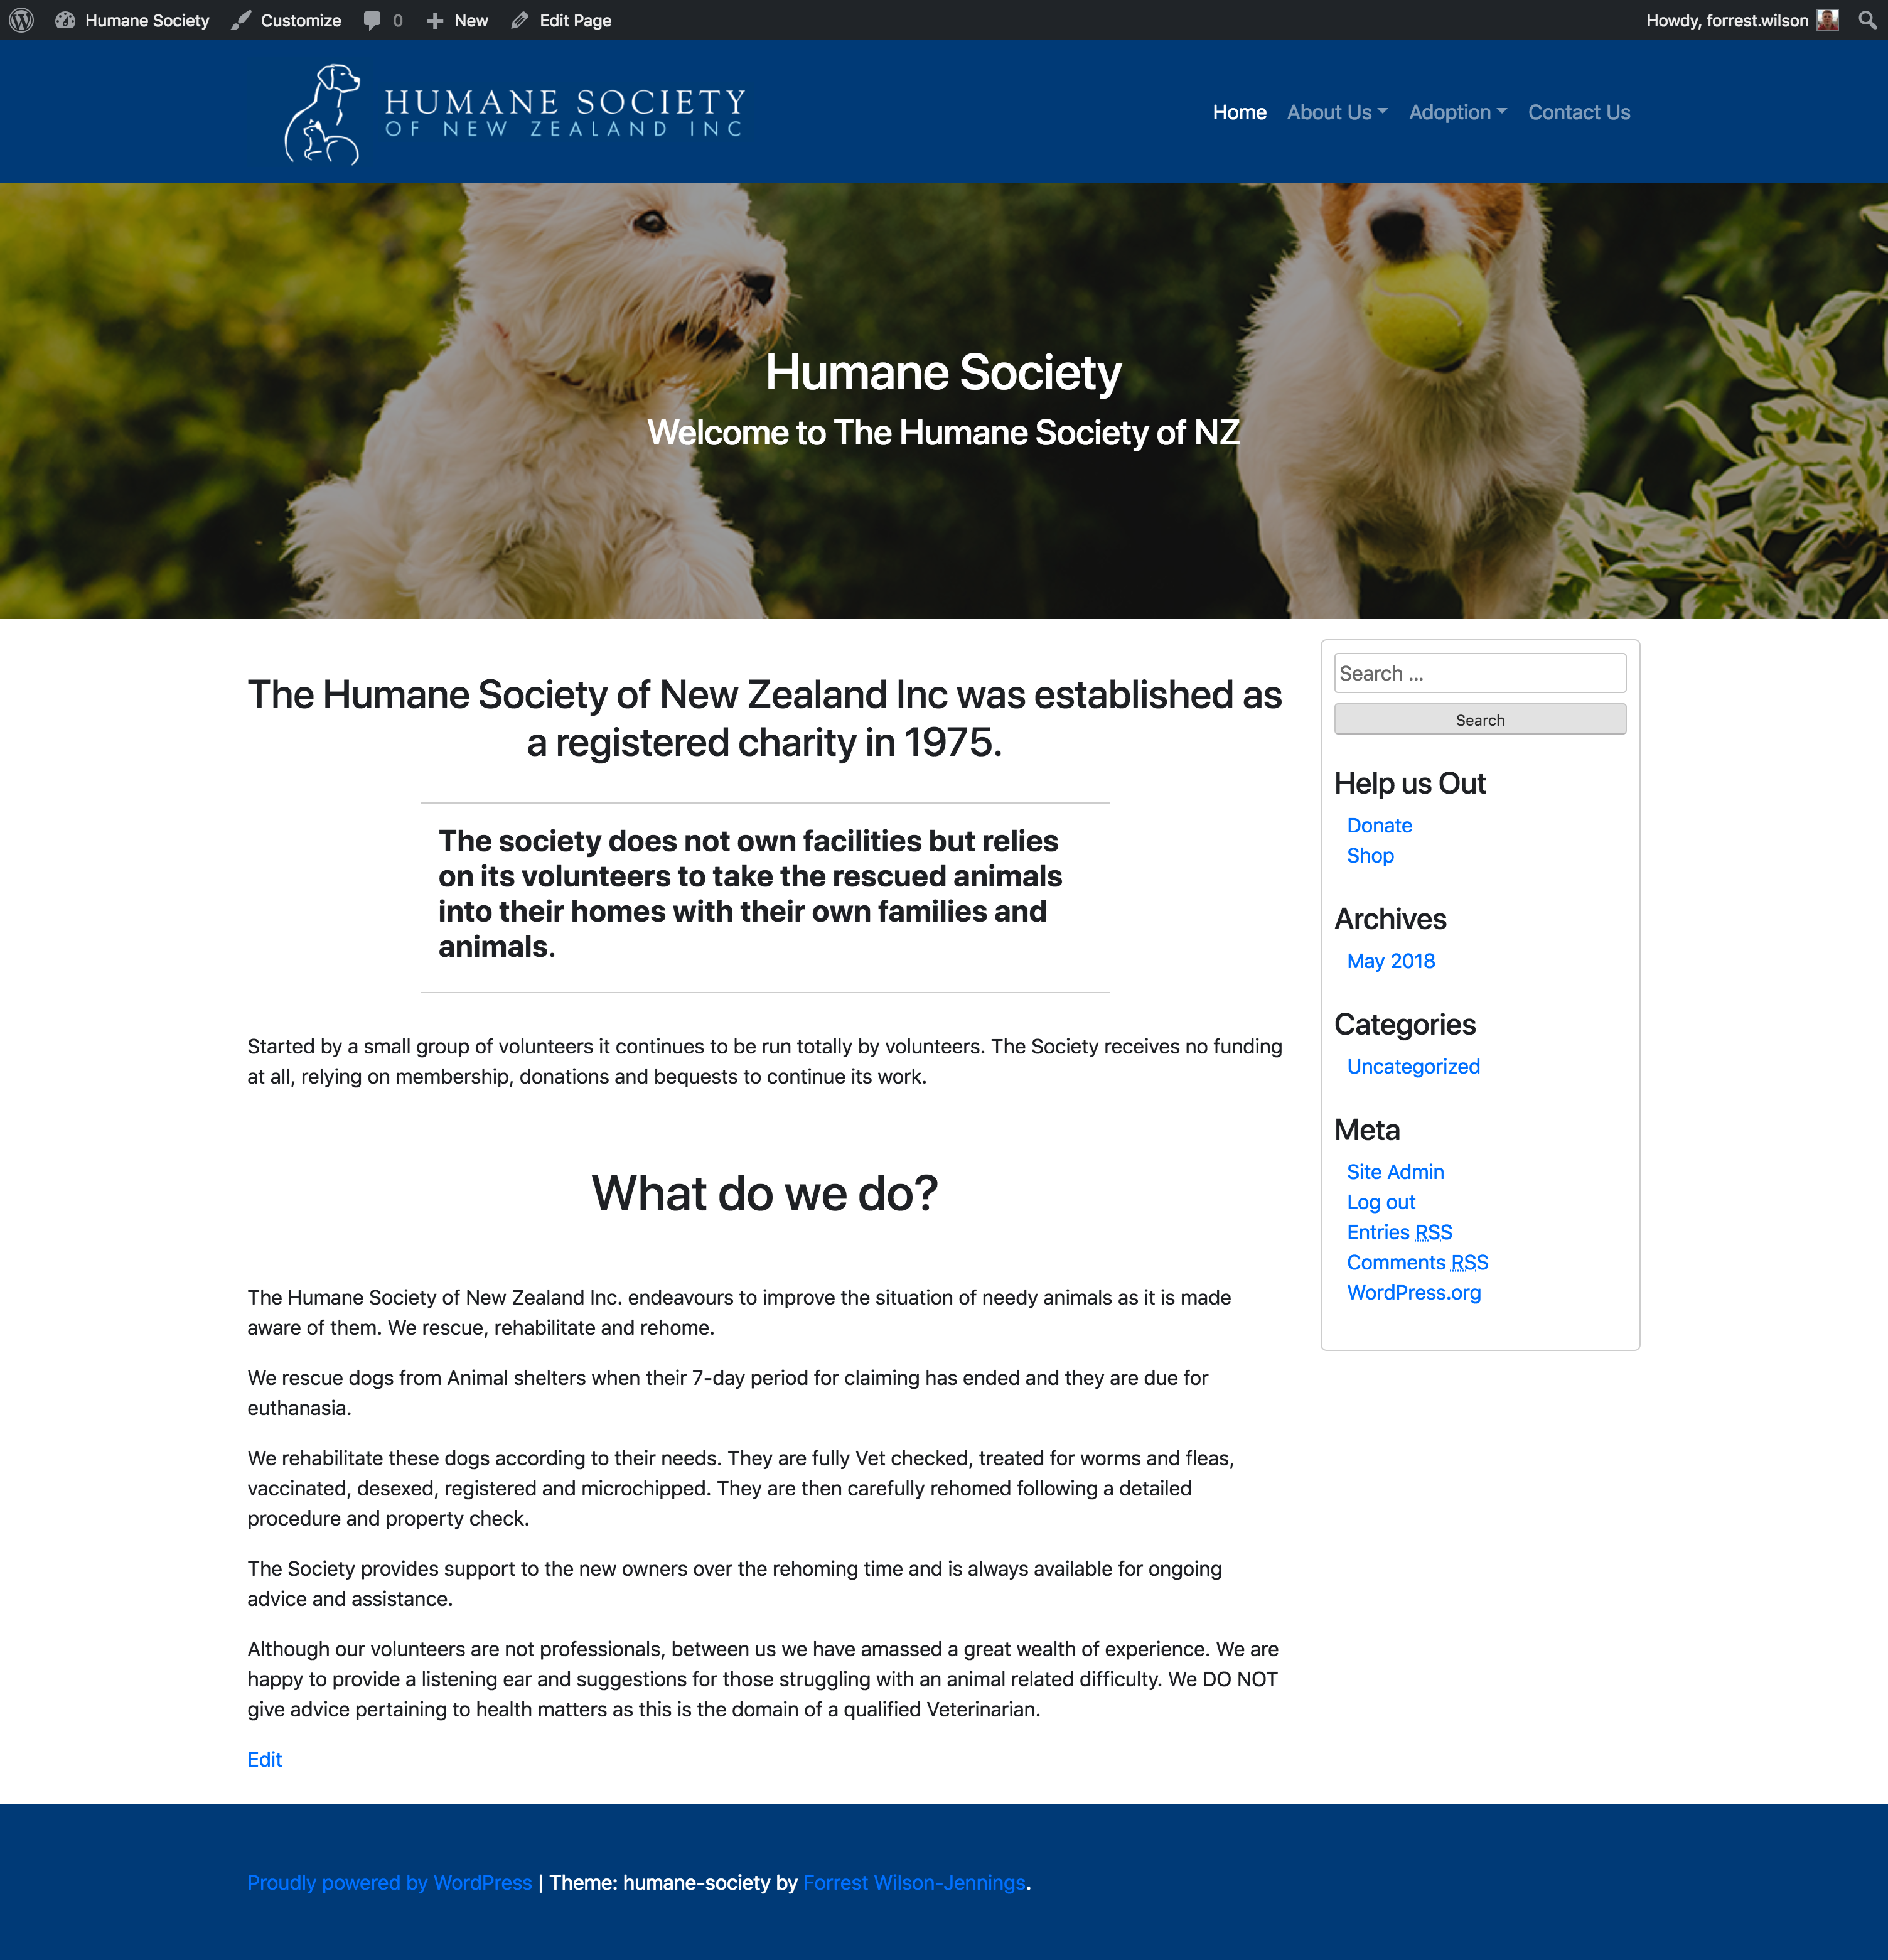 Humane Society Customize 0 New Edit Page Howdy, forrest.wilson
HUMANE SOCIETY
OF NEW ZEALAND INC
Home About Us Adoption Contact Us
Humane Society
Welcome to The Humane Society of NZ
The Humane Society of New Zealand Inc was established as
a registered charity in 1975.
The society does not own facilities but relies
on its volunteers to take the rescued animals
into their homes with their own families and
animals.
Started by a small group of volunteers it continues to be run totally by volunteers. The Society receives no funding
at all, relying on membership, donations and bequests to continue its work.
What do we do?
The Humane Society of New Zealand Inc. endeavours to improve the situation of needy animals as it is made
aware of them. We rescue, rehabilitate and rehome.
We rescue dogs from Animal shelters when their 7-day period for claiming has ended and they are due for
euthanasia.
We rehabilitate these dogs according to their needs. They are fully Vet checked, treated for worms and fleas,
vaccinated, desexed, registered and microchipped. They are then carefully rehomed following a detailed
procedure and property check.
The Society provides support to the new owners over the rehoming time and is always available for ongoing
advice and assistance.
Although our volunteers are not professionals, between us we have amassed a great wealth of experience. We are
happy to provide a listening ear and suggestions for those struggling with an animal related difficulty. We DO NOT
give advice pertaining to health matters as this is the domain of a qualified Veterinarian.
Edit
Search ...
Search
Help us Out
Donate
Shop
Archives
May 2018
Categories
Uncategorized
Meta
Site Admin
Log out
Entries RSS
Comments RSS
WordPress.org
Proudly powered by WordPress | Theme: humane-society by Forrest Wilson-Jennings.